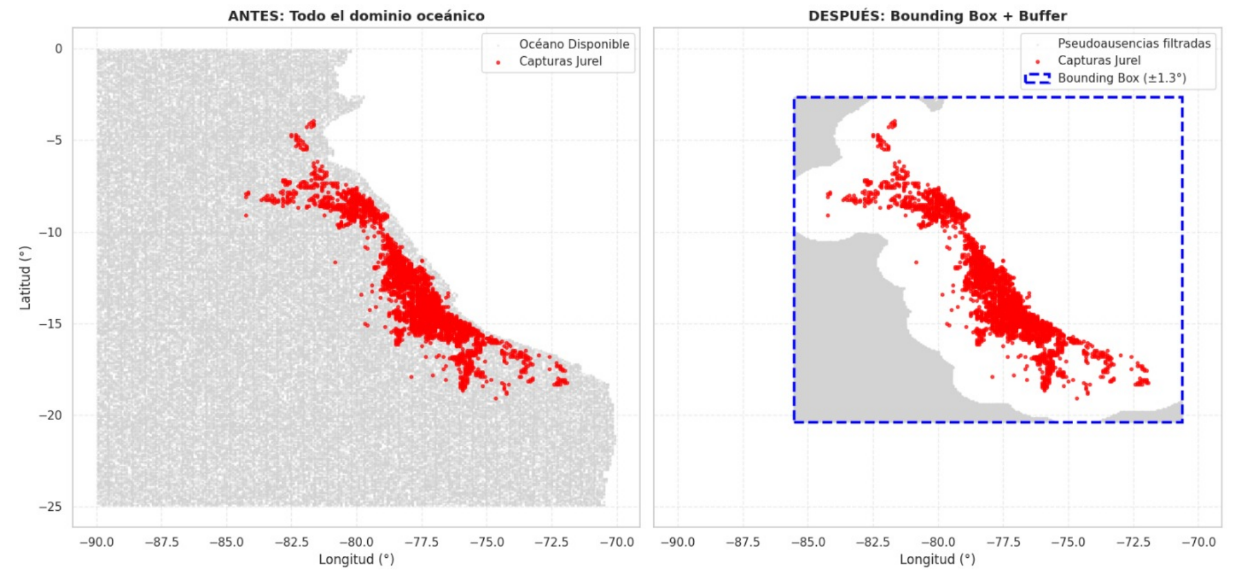 ANTES: Todo el dominio oceánico
Océano Disponible
Capturas Jurel
Latitud (°)
0
−5
−10
−15
−20
−25
−90.0 −87.5 −85.0 −82.5 −80.0 −77.5 −75.0 −72.5 −70.0
Longitud (°)
DESPUÉS: Bounding Box + Buffer
Pseudoausencias filtradas
Capturas Jurel
Bounding Box (±1.3°)
−90.0 −87.5 −85.0 −82.5 −80.0 −77.5 −75.0 −72.5 −70.0
Longitud (°)